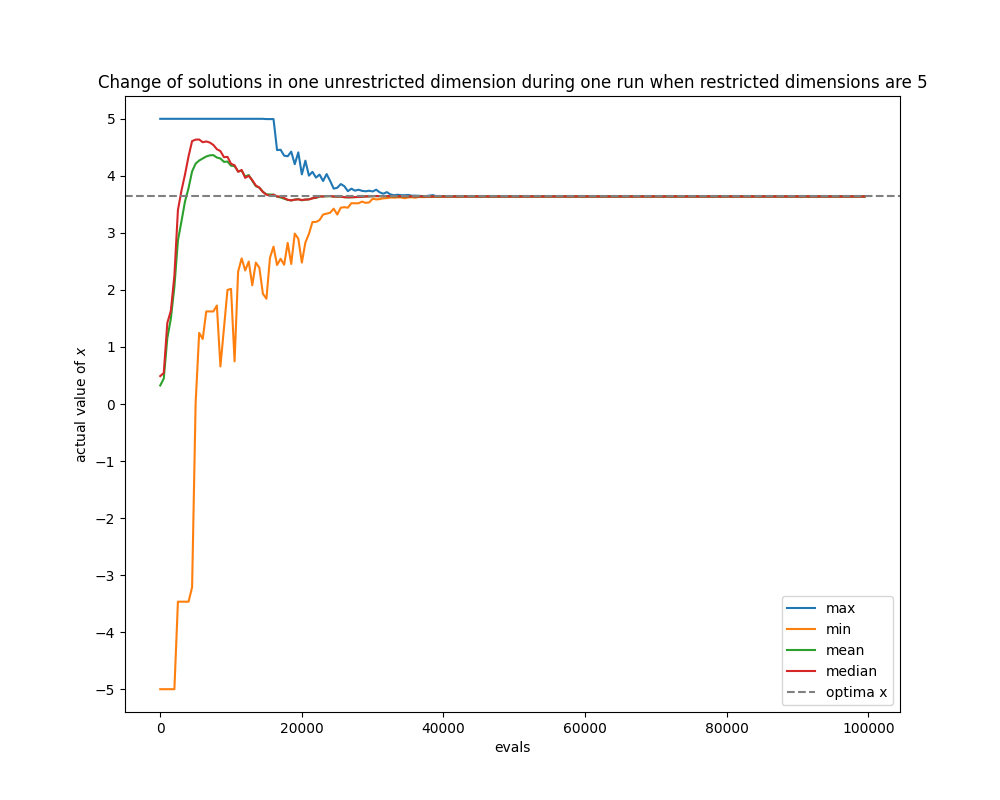 Change of solutions in one unrestricted dimension during one run when restricted dimensions are 5
actual value of x
5
4
3
2
1
0
−1
−2
−3
−4
−5
0 20000 40000 60000 80000 100000
evals
max
min
mean
median
optima x